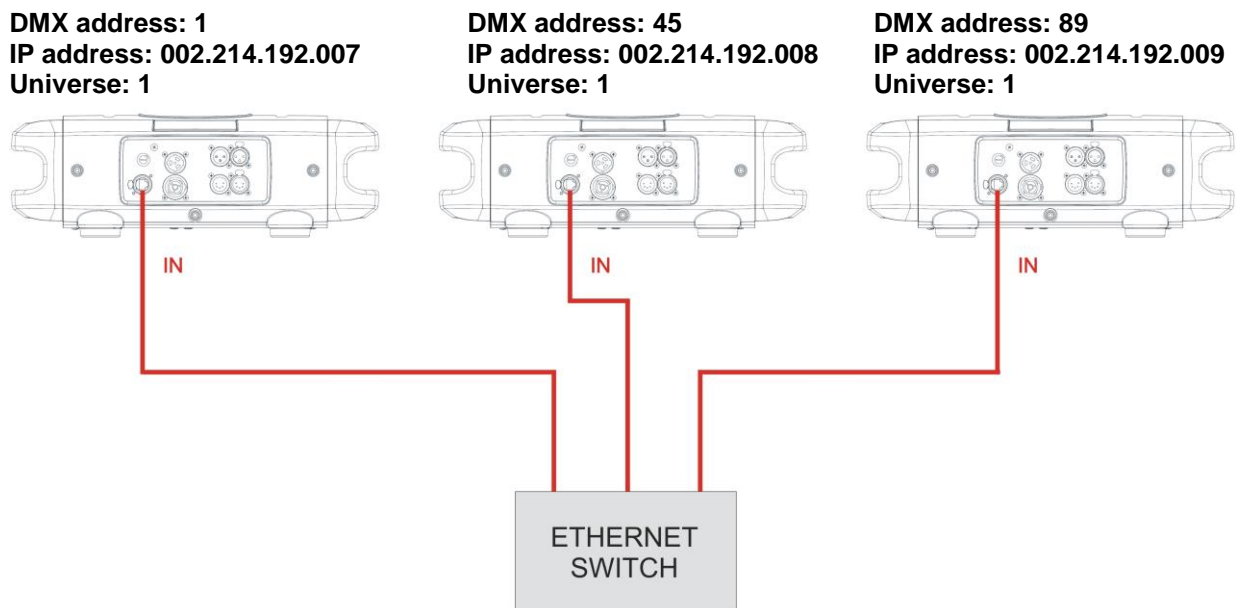 DMX address: 1
IP address: 002.214.192.007
Universe: 1
DMX address: 45
IP address: 002.214.192.008
Universe: 1
DMX address: 89
IP address: 002.214.192.009
Universe: 1
IN
IN
IN
ETHERNET
SWITCH